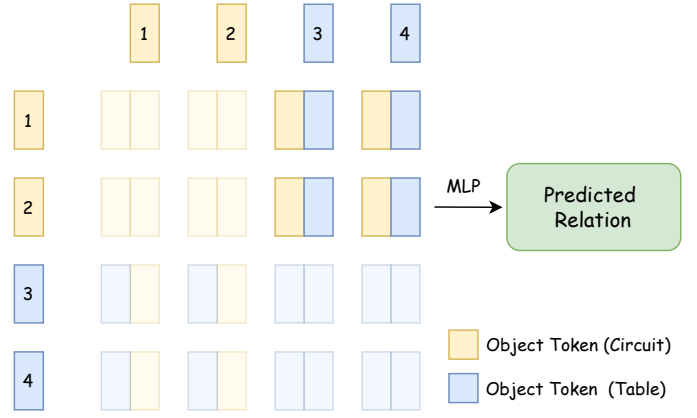 1 2 3 4
1
2
MLP
Predicted
Relation
3
4
Object Token (Circuit)
Object Token (Table)